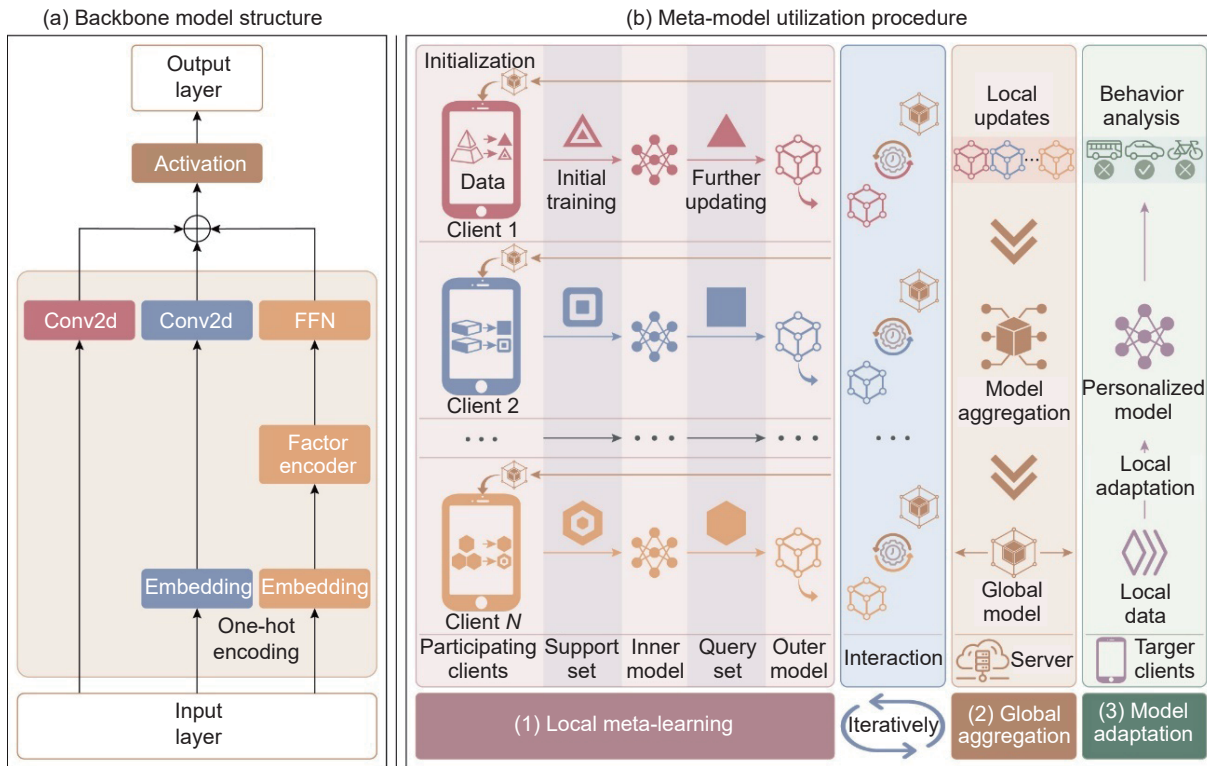 (a) Backbone model structure
Output
layer
Activation
Conv2d
Conv2d
FFN
Factor
encoder
Embedding
Embedding
One-hot
encoding
Input
layer
(b) Meta-model utilization procedure
Initialization
Data
Client 1
Initial
training
Further
updating
Client 2
...
...
...
...
Client N
Participating
clients
Support
set
Inner
model
Query
set
Outer
model
Interaction
Local
updates
...
Model
aggregation
Global
model
Server
Behavior
analysis
Personalized
model
Local
adaptation
Local
data
Targer
clients
(1) Local meta-learning
Iteratively
(2) Global
aggregation
(3) Model
adaptation